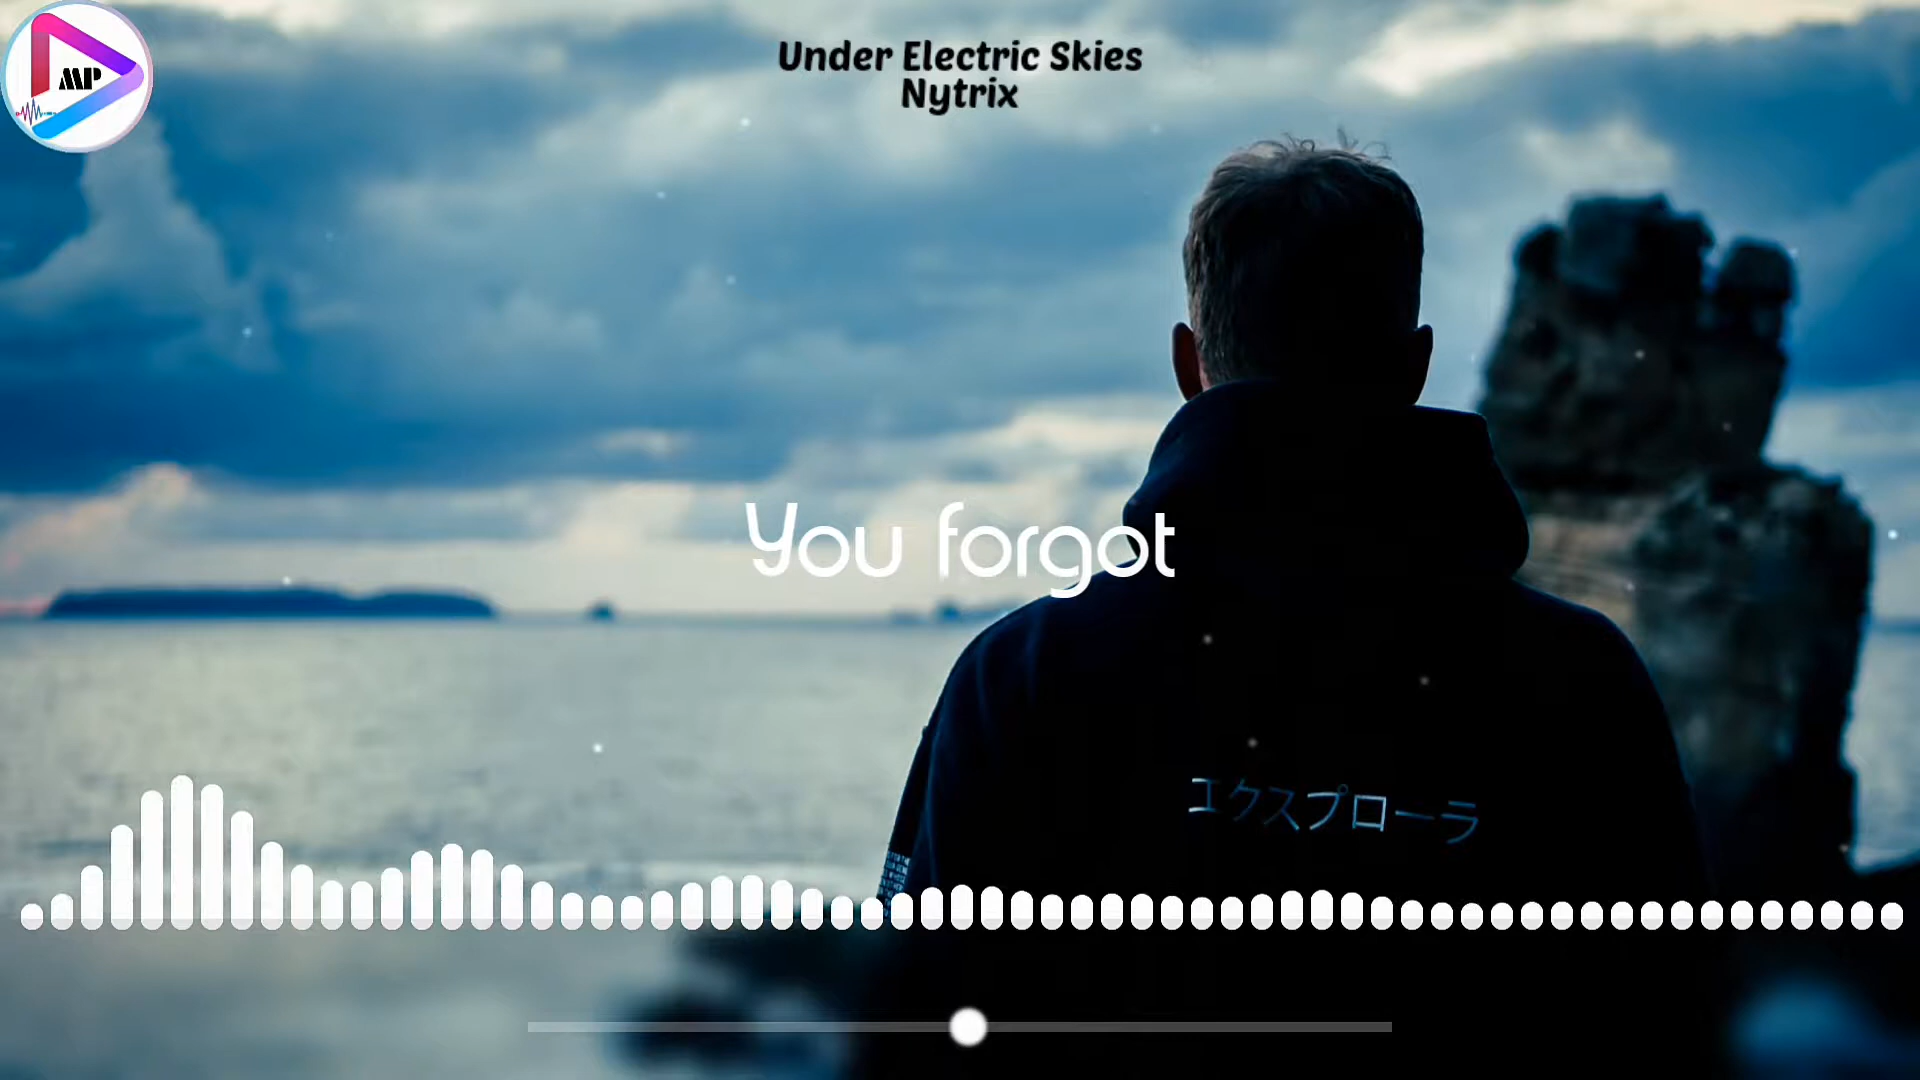 MP
Under Electric Skies
Nytrix
You forgot
エクスプローラ